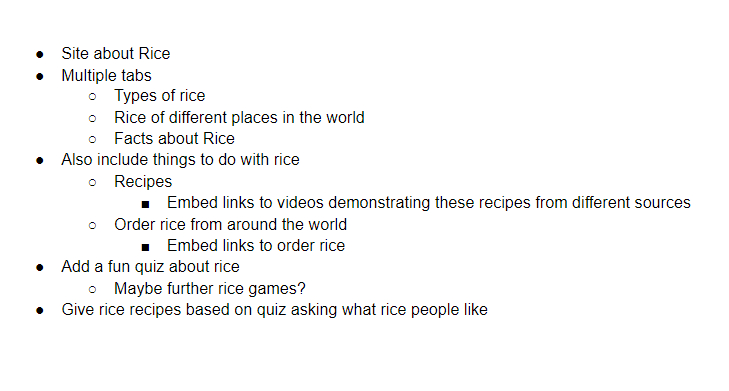 ● Site about Rice
● Multiple tabs
○ Types of rice
○ Rice of different places in the world
○ Facts about Rice
● Also include things to do with rice
○ Recipes
■ Embed links to videos demonstrating these recipes from different sources
○ Order rice from around the world
■ Embed links to order rice
● Add a fun quiz about rice
○ Maybe further rice games?
● Give rice recipes based on quiz asking what rice people like